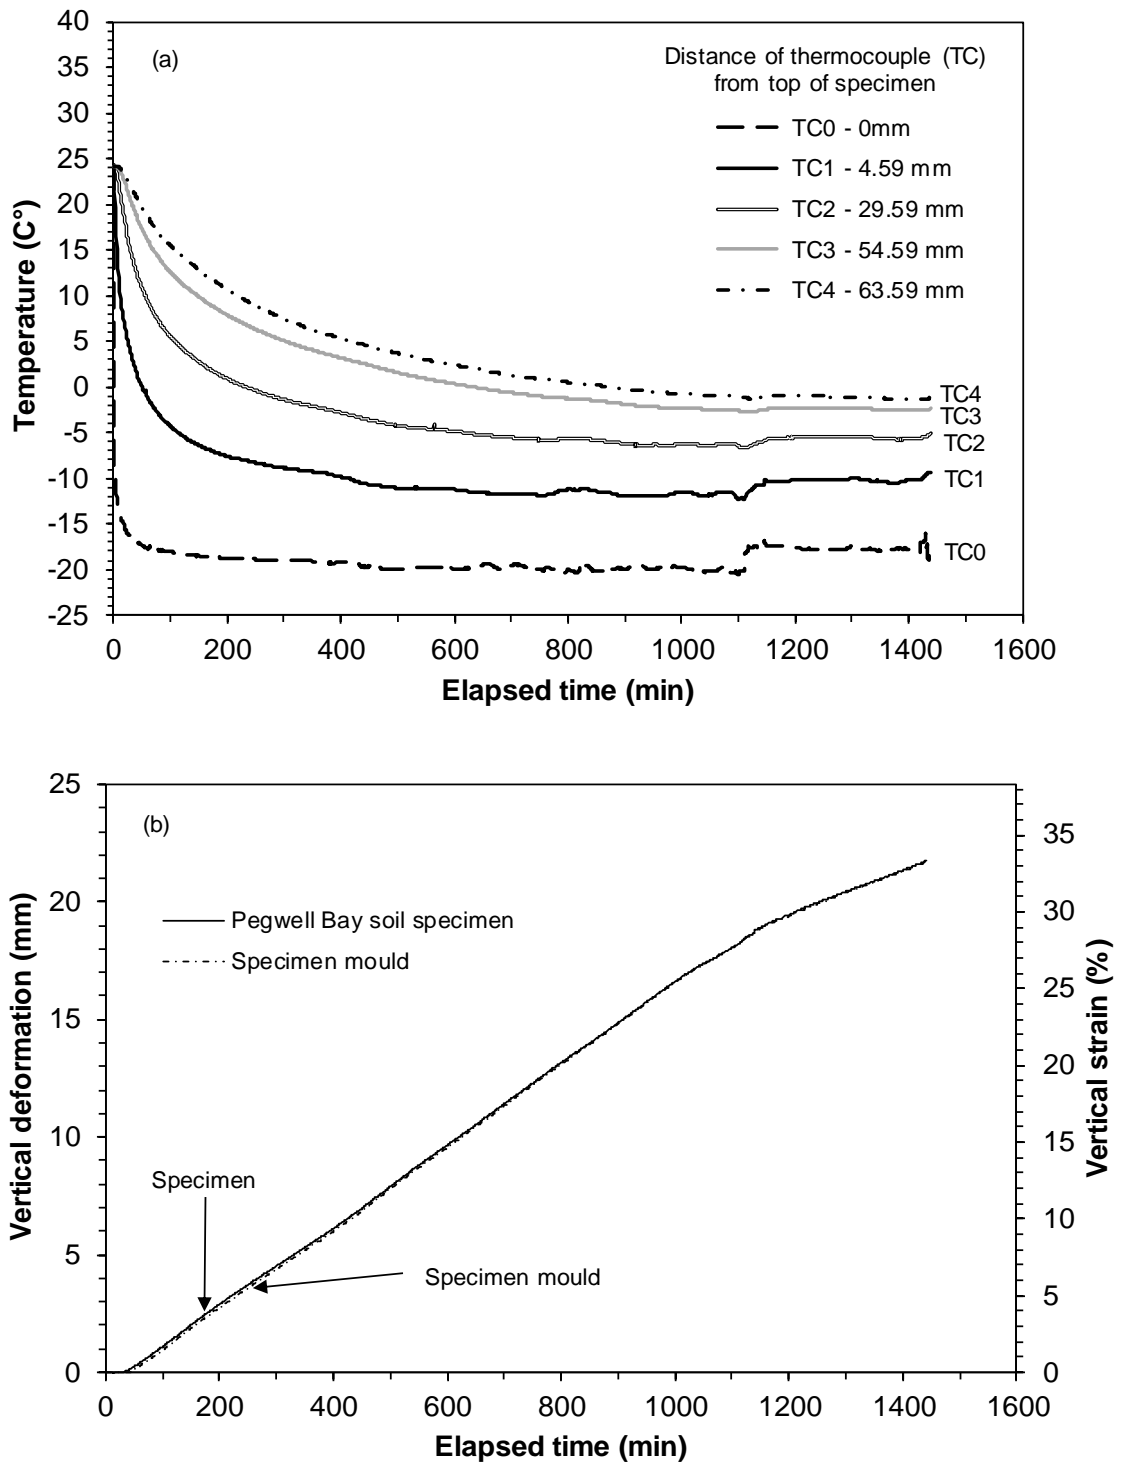 40
35
30
25
20
15
10
5
0
-5
-10
-15
-20
-25
Temperature (C°)
(a)
Distance of thermocouple (TC)
from top of specimen
TC0 - 0mm
TC1 - 4.59 mm
TC2 - 29.59 mm
TC3 - 54.59 mm
TC4 - 63.59 mm
TC4
TC3
TC2
TC1
TC0
0 200 400 600 800 1000 1200 1400 1600
Elapsed time (min)
25
20
15
10
5
0
Vertical deformation (mm)
(b)
Pegwell Bay soil specimen
Specimen mould
Specimen
Specimen mould
35
30
25
20
15
10
5
0
Vertical strain (%)
0 200 400 600 800 1000 1200 1400 1600
Elapsed time (min)